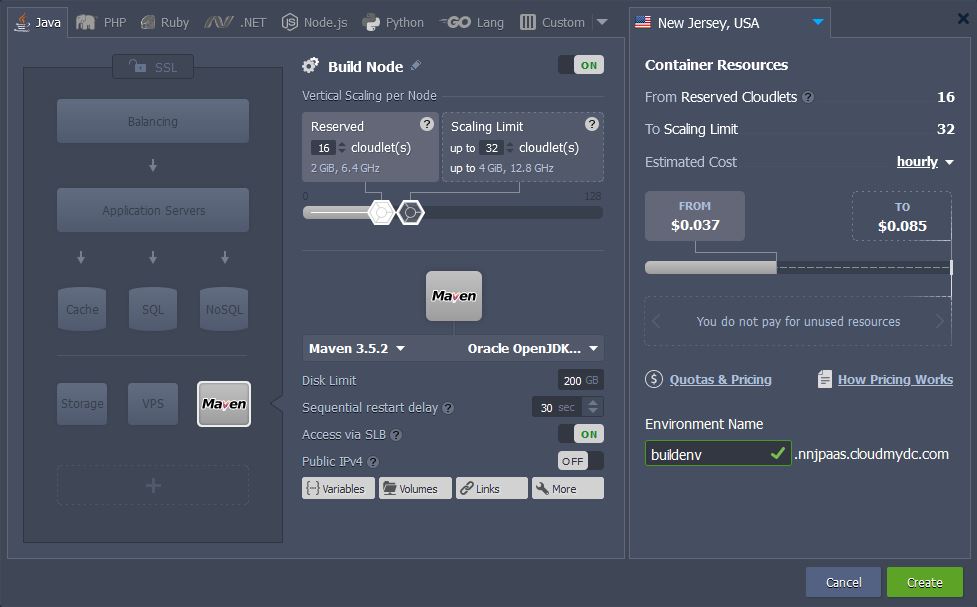 Java
PHP
Ruby
.NET
Node.js
Python
GO Lang
Custom
New Jersey, USA
SSL
Balancing
Application Servers
Cache
SQL
NoSQL
Storage
VPS
Maven
+
Build Node
ON
Vertical Scaling per Node
Reserved ?
16 cloudlet(s)
2 GiB, 6.4 GHz
Scaling Limit ?
up to 32 cloudlet(s)
up to 4 GiB, 12.8 GHz
0
128
Maven
Maven 3.5.2
Oracle OpenJDK...
Disk Limit
200 GB
Sequential restart delay ?
30 sec
Access via SLB ?
ON
Public IPv4 ?
OFF
Variables
Volumes
Links
More
Container Resources
From Reserved Cloudlets ? 16
To Scaling Limit 32
Estimated Cost hourly
FROM
$0.037
TO
$0.085
You do not pay for unused resources
$ Quotas & Pricing
How Pricing Works
Environment Name
buildenv .nnjpaas.cloudmydc.com
Cancel
Create